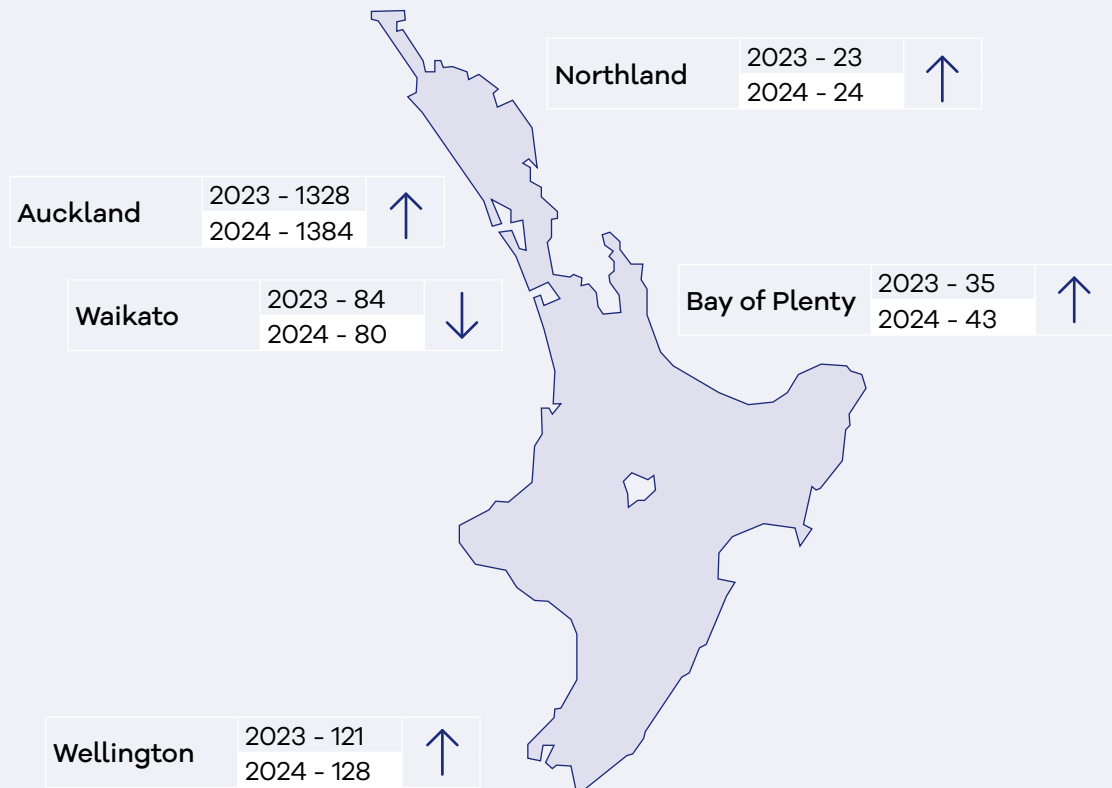 Northland
2023 - 23
2024 - 24
Auckland
2023 - 1328
2024 - 1384
Waikato
2023 - 84
2024 - 80
Bay of Plenty
2023 - 35
2024 - 43
Wellington
2023 - 121
2024 - 128